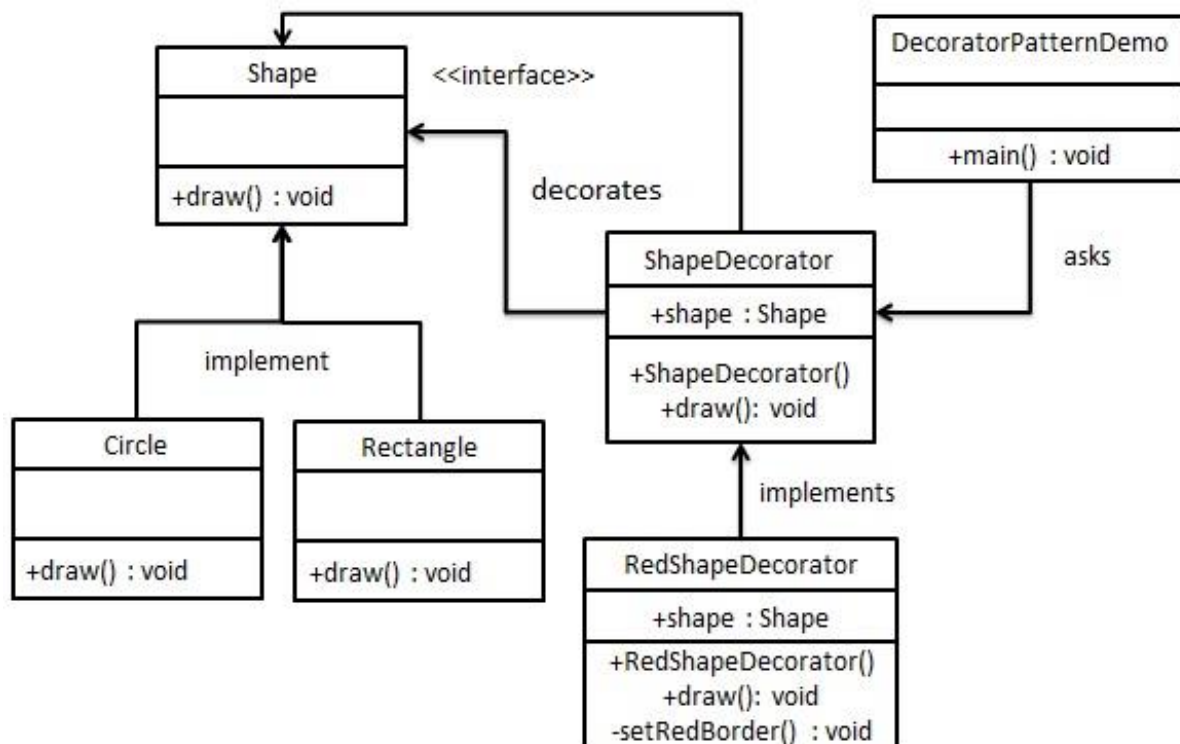 Shape
+draw() : void
<<interface>>
DecoratorPatternDemo
+main() : void
decorates
asks
ShapeDecorator
+shape : Shape
+ShapeDecorator()
+draw(): void
implement
Circle
+draw() : void
Rectangle
+draw() : void
implements
RedShapeDecorator
+shape : Shape
+RedShapeDecorator()
+draw(): void
-setRedBorder() : void